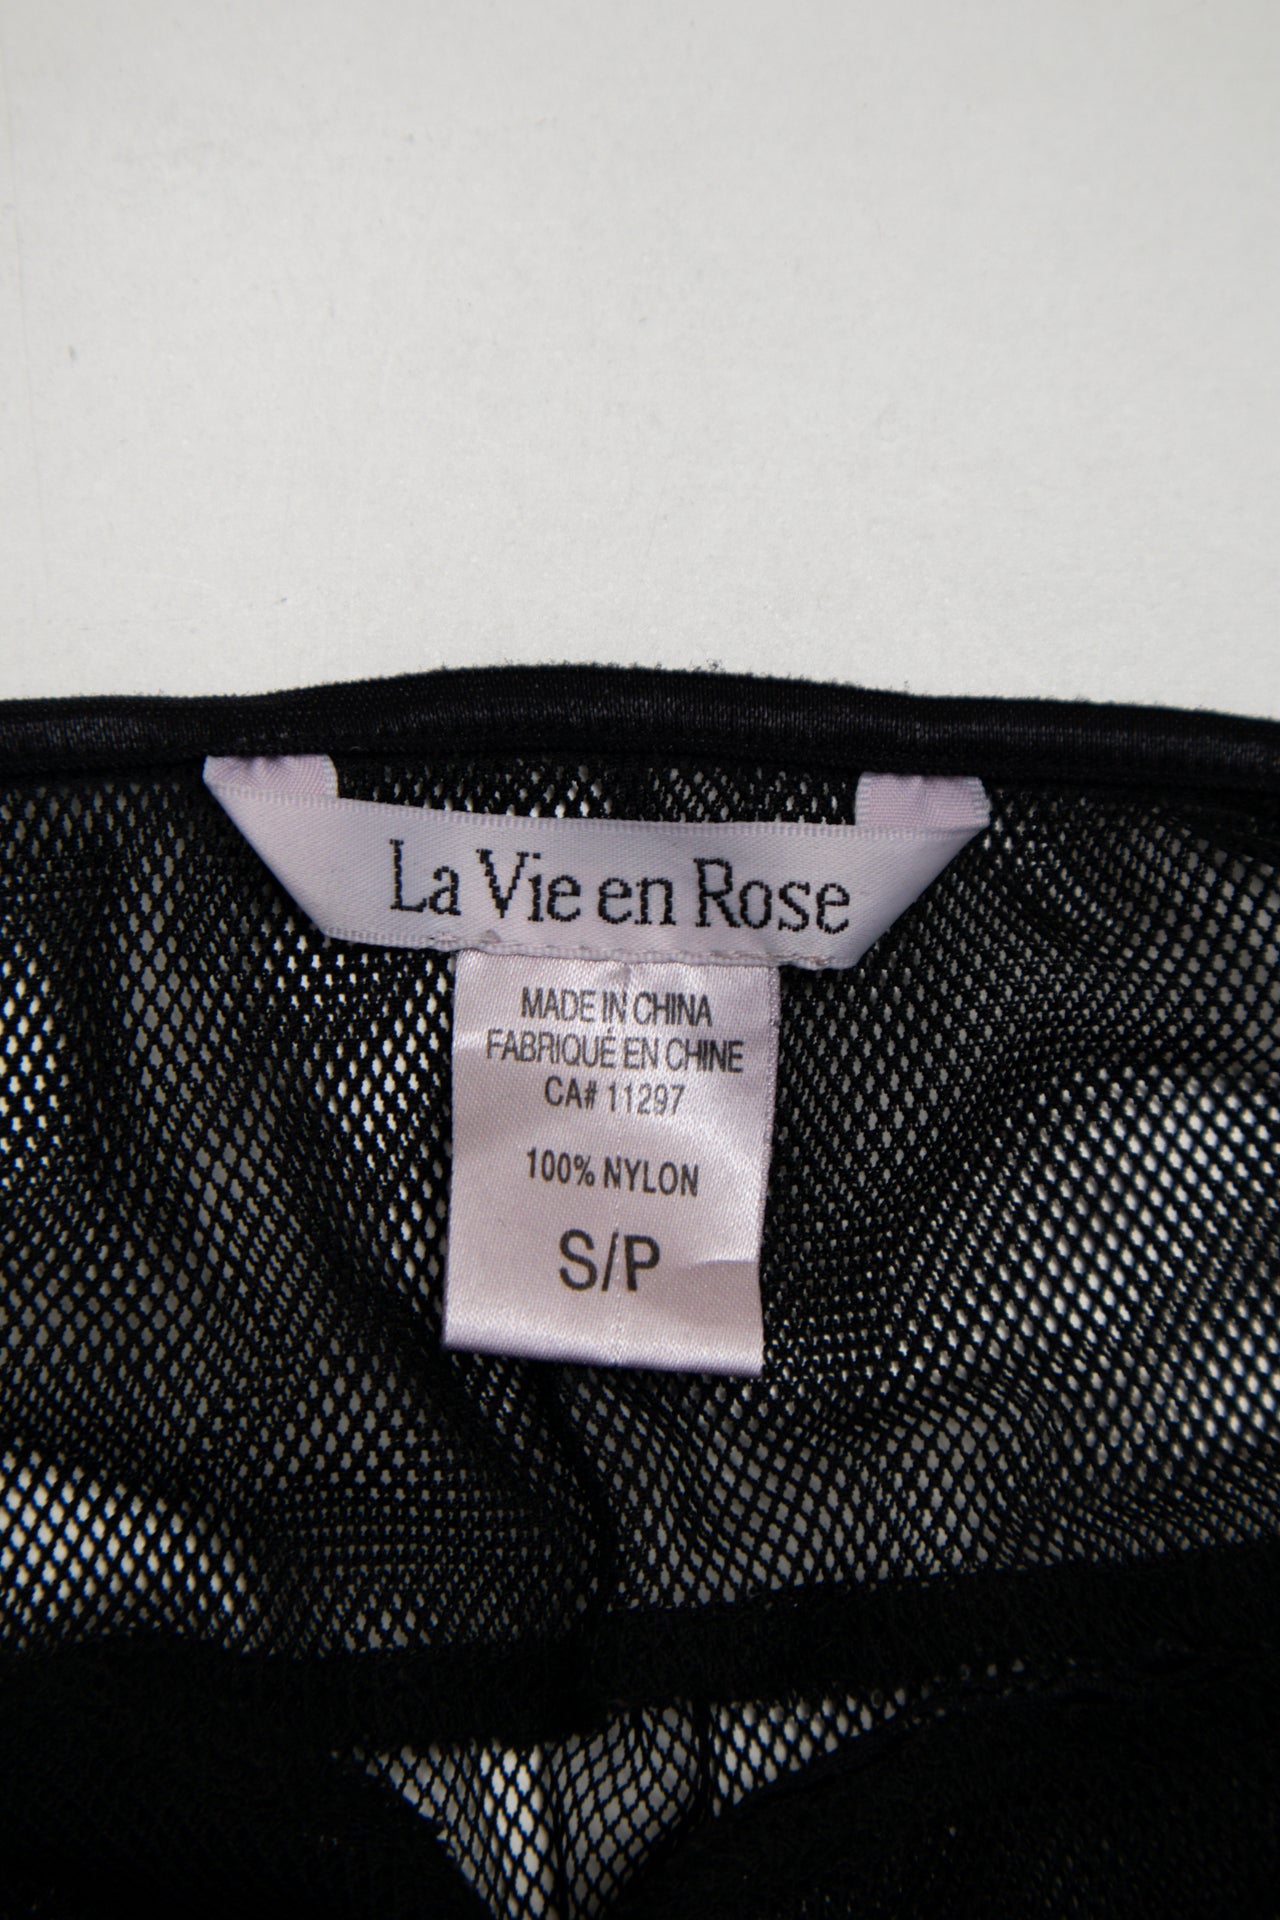 La Vie en Rose
MADE IN CHINA
FABRIQUÉ EN CHINE
CA# 11297
100% NYLON
S/P